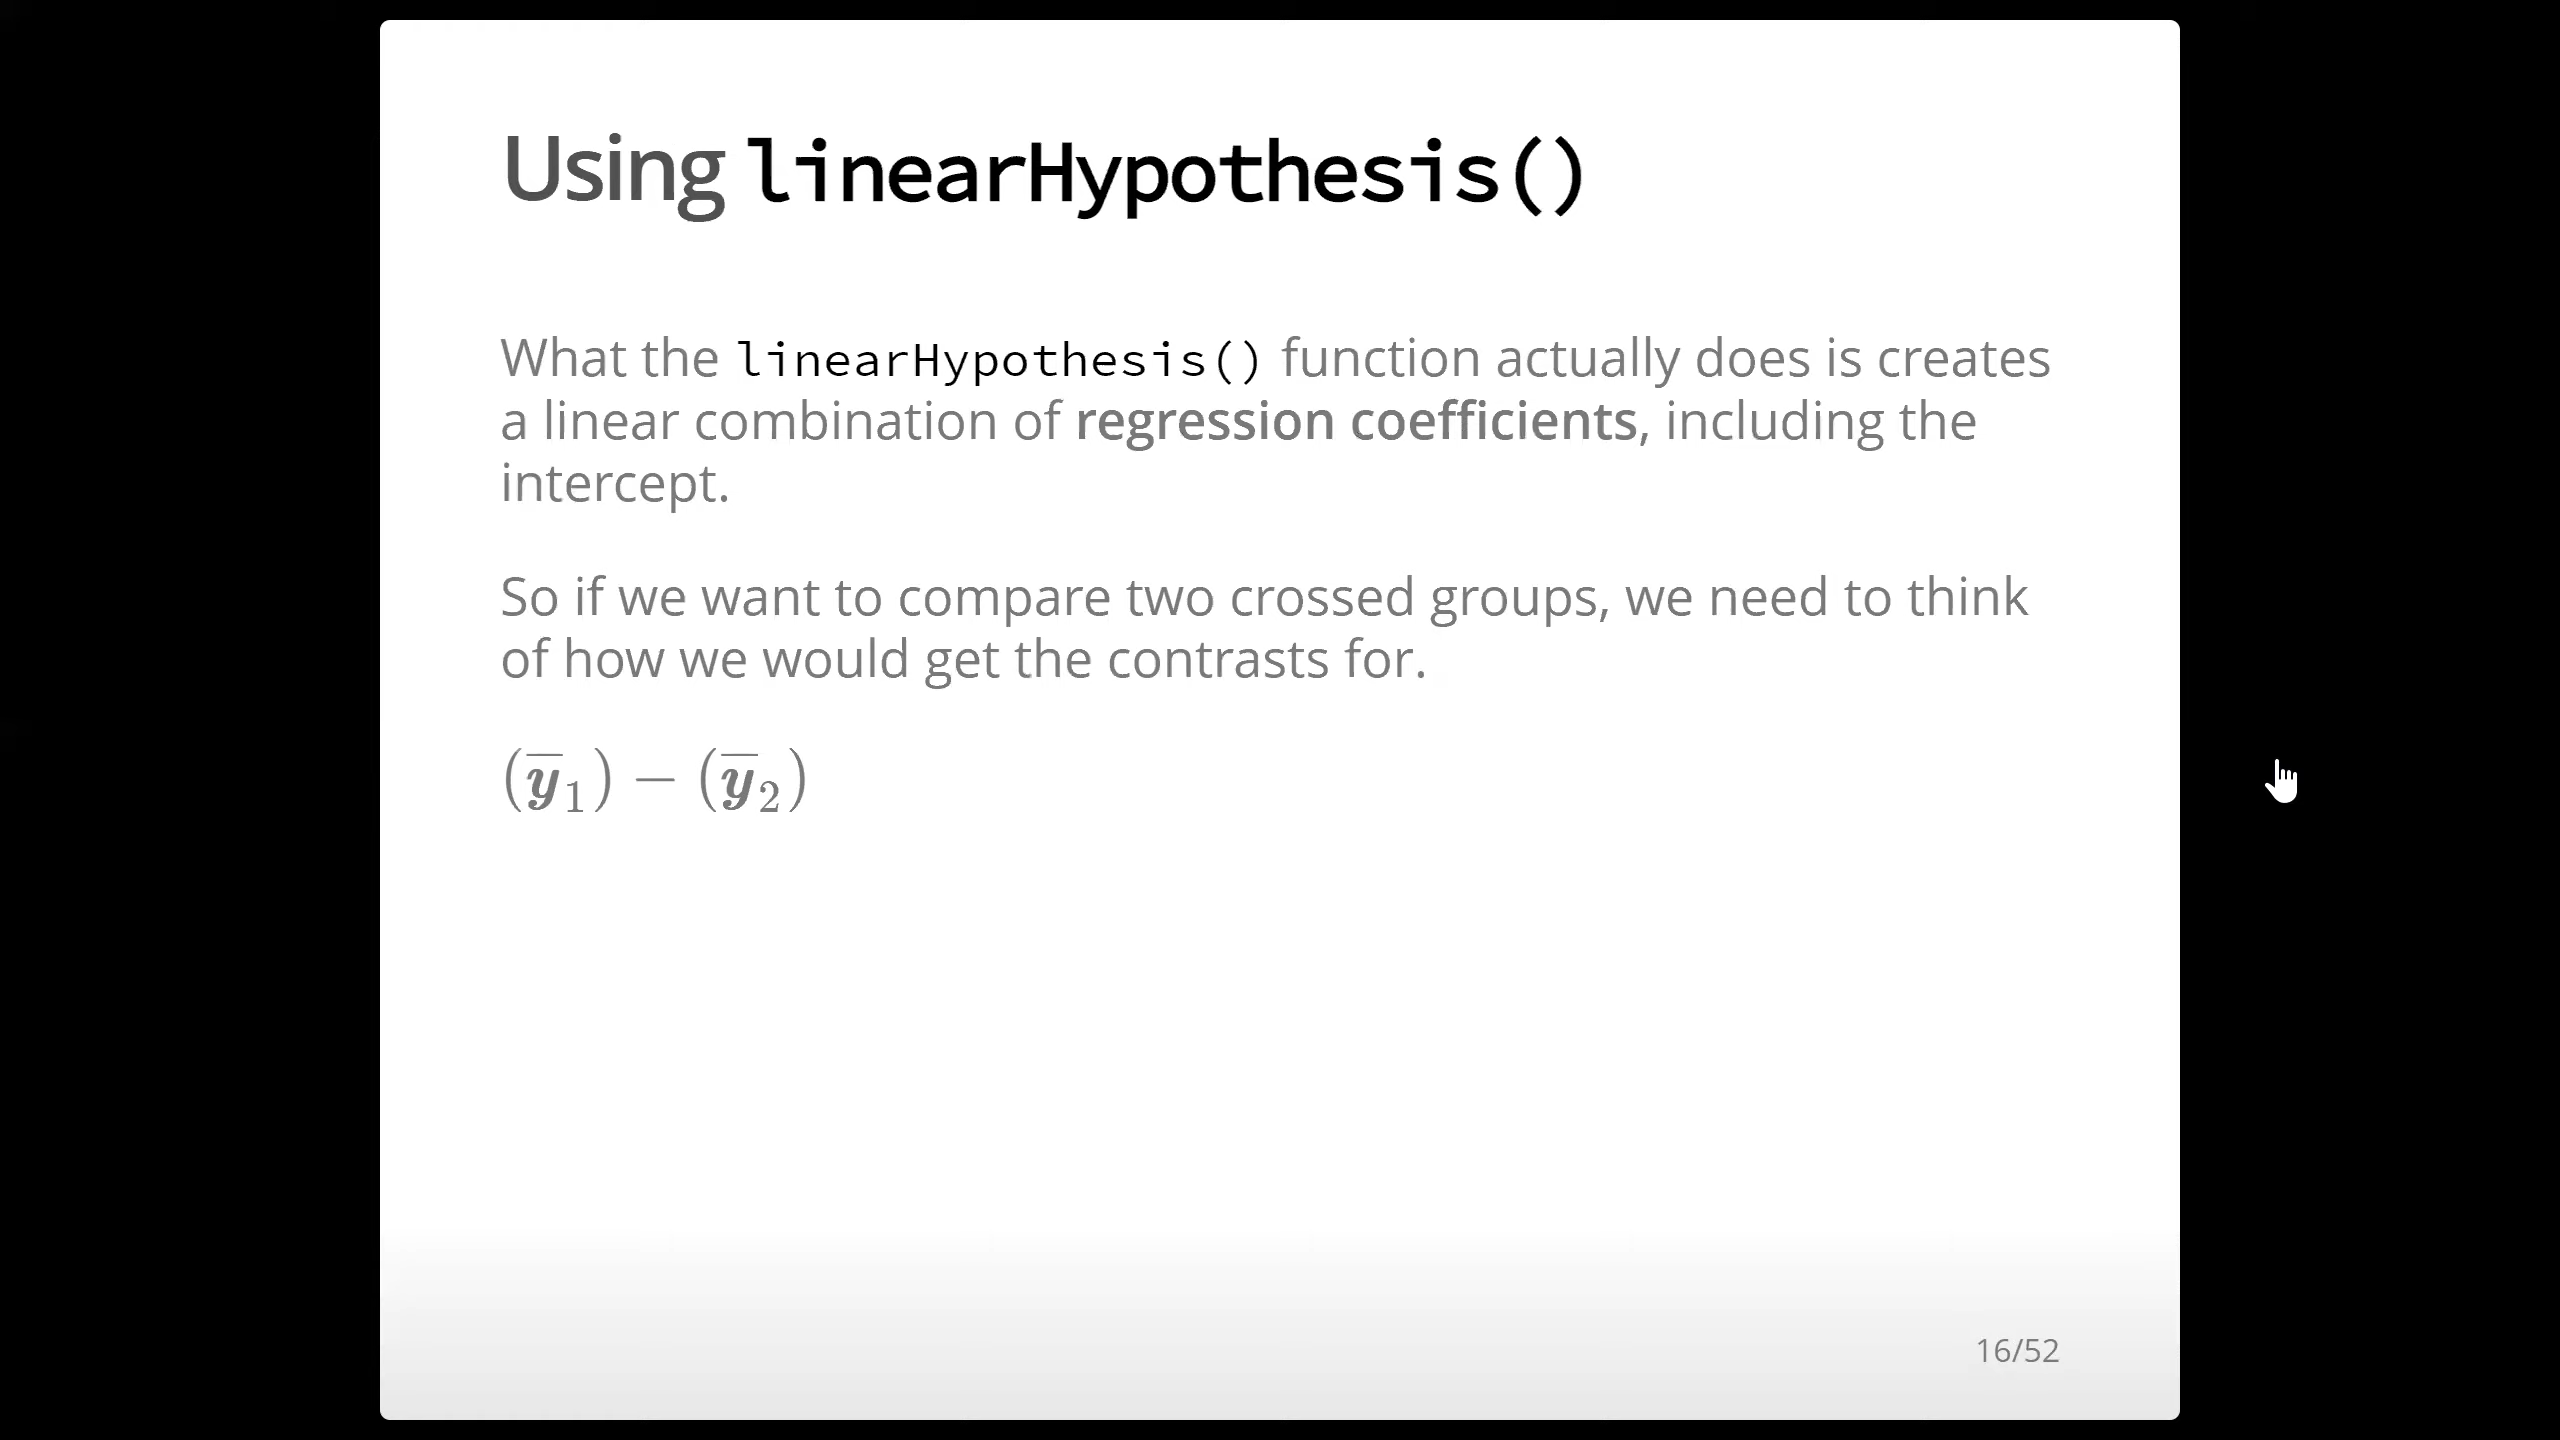 Using linearHypothesis()
What the linearHypothesis() function actually does is creates
a linear combination of regression coefficients, including the
intercept.
So if we want to compare two crossed groups, we need to think
of how we would get the contrasts for.
(y̅₁) − (y̅₂)
16/52